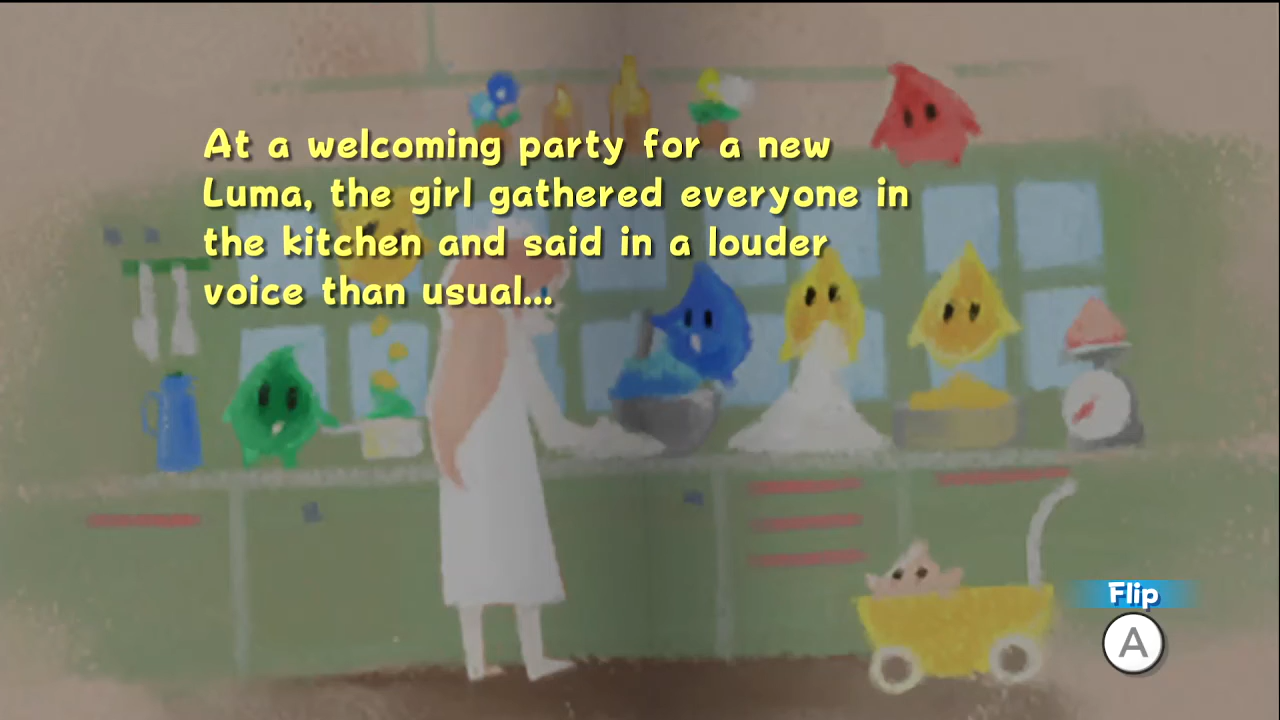 At a welcoming party for a new
Luma, the girl gathered everyone in
the kitchen and said in a louder
voice than usual...
Flip
A